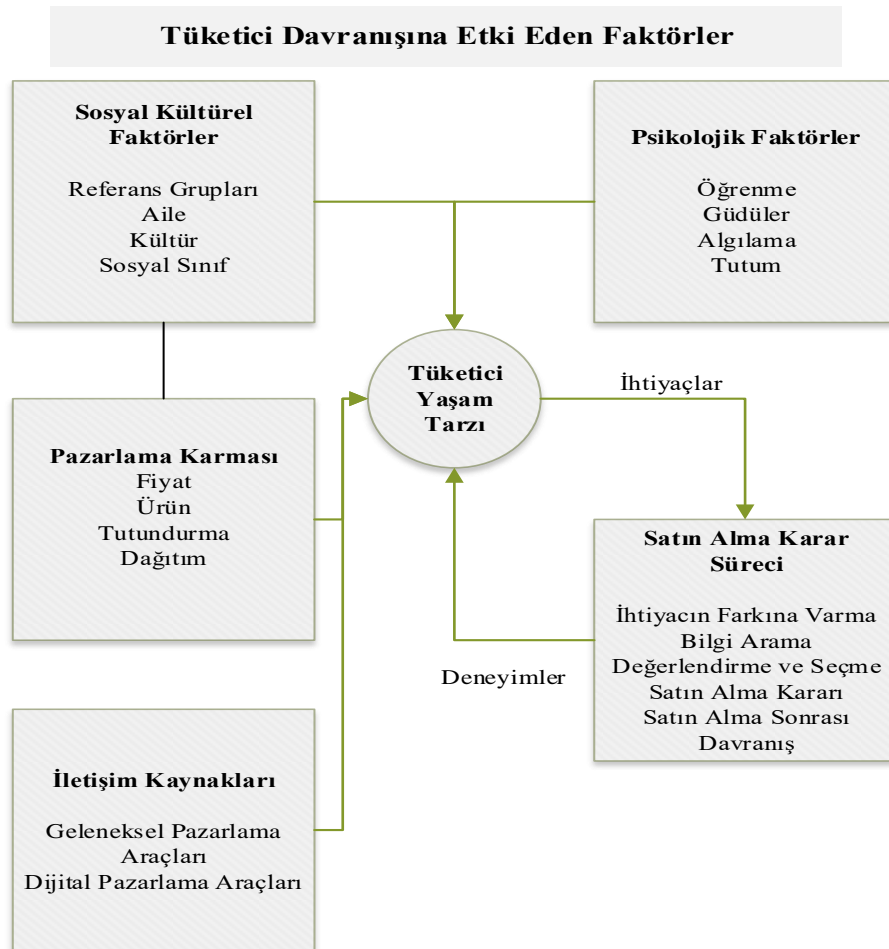 Tüketici Davranışına Etki Eden Faktörler
Sosyal Kültürel
Faktörler
Referans Grupları
Aile
Kültür
Sosyal Sınıf
Psikolojik Faktörler
Öğrenme
Güdüler
Algılama
Tutum
Tüketici
Yaşam
Tarzı
İhtiyaçlar
Pazarlama Karması
Fiyat
Ürün
Tutundurma
Dağıtım
Satın Alma Karar
Süreci
İhtiyacın Farkına Varma
Bilgi Arama
Değerlendirme ve Seçme
Satın Alma Kararı
Satın Alma Sonrası
Davranış
Deneyimler
İletişim Kaynakları
Geleneksel Pazarlama
Araçları
Dijital Pazarlama Araçları